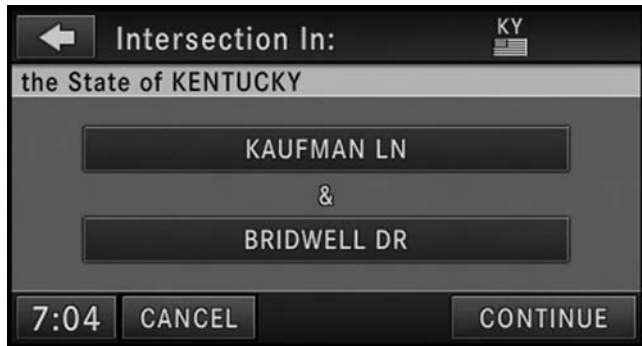 Intersection In:
KY
the State of KENTUCKY
KAUFMAN LN
&
BRIDWELL DR
7:04 CANCEL CONTINUE